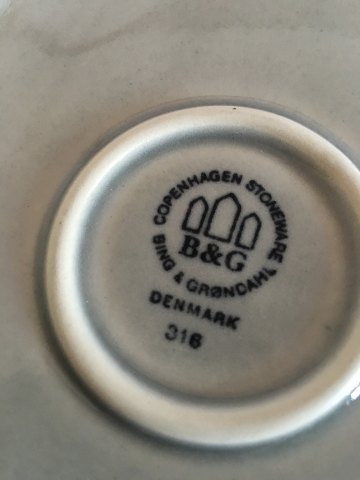 COPENHAGEN STONEWARE
B&G
BING & GRØNDAHL
DENMARK
316